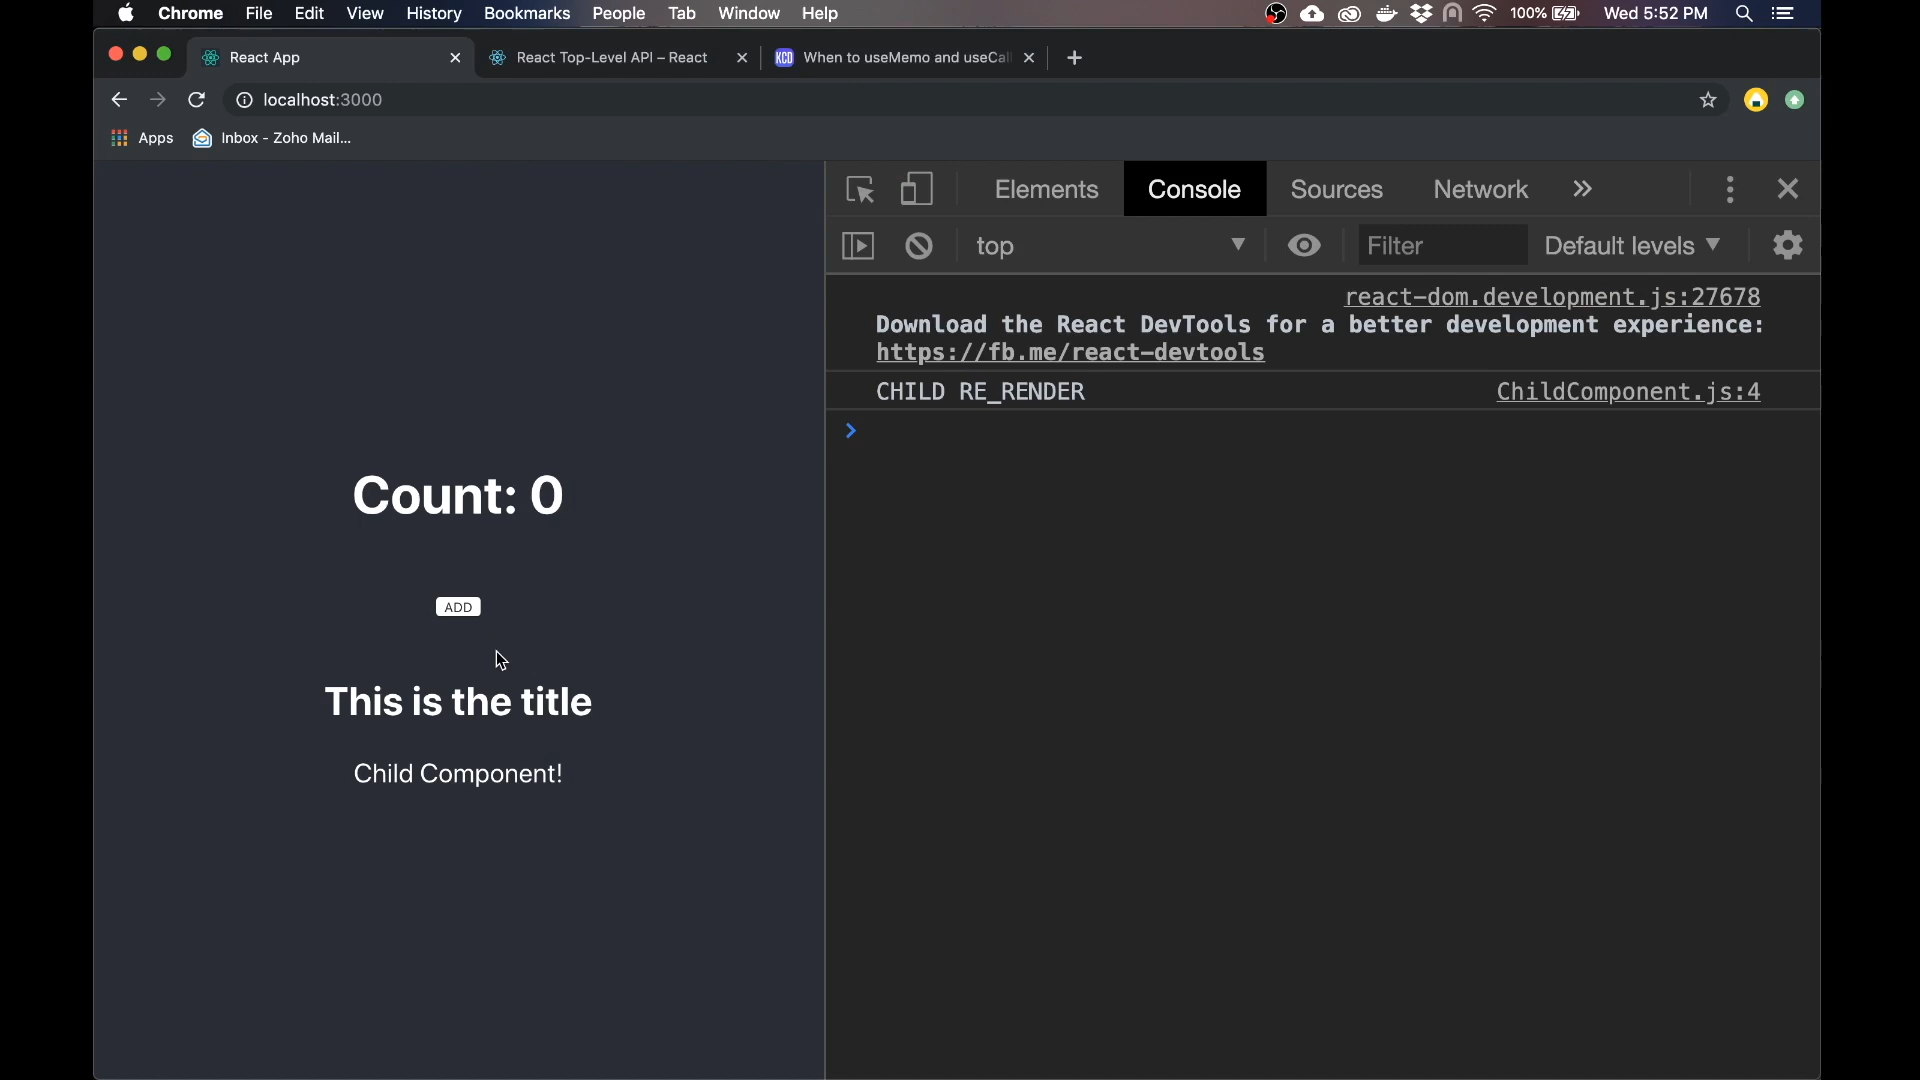 Chrome File Edit View History Bookmarks People Tab Window Help 100% Wed 5:52 PM
React App React Top-Level API – React KCD When to useMemo and useCal
localhost:3000
Apps Inbox - Zoho Mail...
Elements Console Sources Network
top Filter Default levels
react-dom.development.js:27678
Download the React DevTools for a better development experience:
https://fb.me/react-devtools
CHILD RE_RENDER ChildComponent.js:4
Count: 0
ADD
This is the title
Child Component!